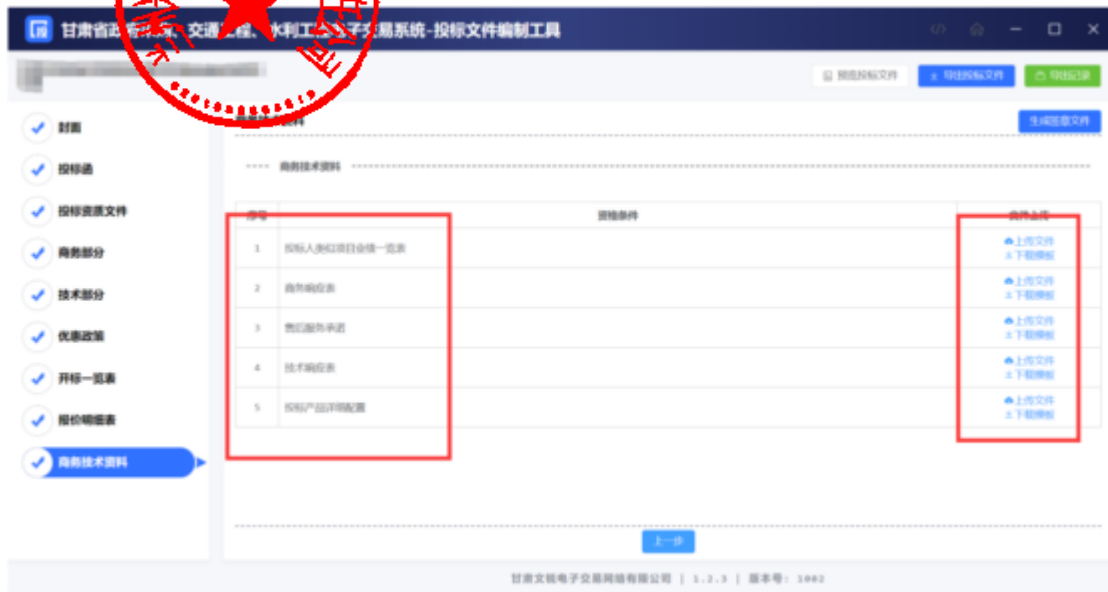 甘肃省政府采购、交通工程、水利工程电子交易系统-投标文件编制工具
预览投标文件
导出投标文件
导出记录
封面
投标函
投标资质文件
商务部分
技术部分
优惠政策
开标一览表
报价明细表
商务技术资料
商务技术资料
生成签章文件
商务技术资料
序号 资格条件 文件上传
1 投标人类似项目业绩一览表 上传文件
下载模板
2 商务响应表 上传文件
下载模板
3 售后服务承诺 上传文件
下载模板
4 技术响应表 上传文件
下载模板
5 投标产品详细配置 上传文件
下载模板
上一步
甘肃文锐电子交易网络有限公司 | 1.2.3 | 版本号: 1002